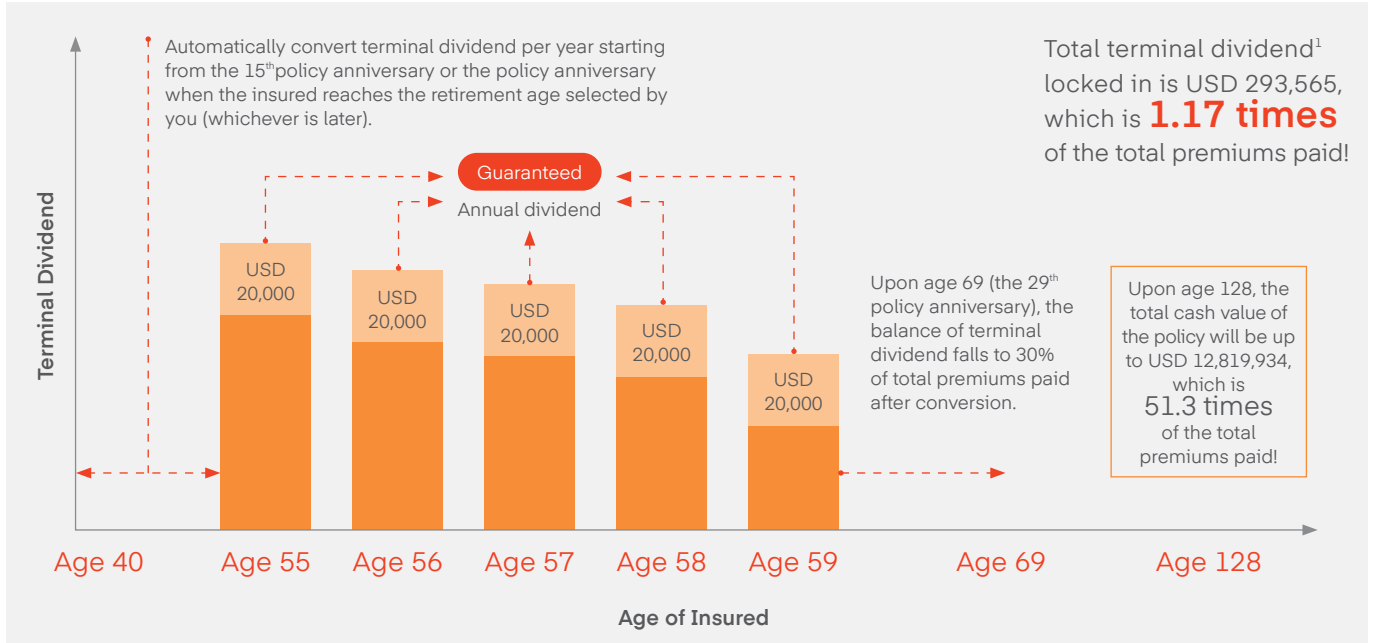 Automatically convert terminal dividend per year starting
from the 15thpolicy anniversary or the policy anniversary
when the insured reaches the retirement age selected by
you (whichever is later).
Total terminal dividend1
locked in is USD 293,565,
which is 1.17 times
of the total premiums paid!
Terminal Dividend
Guaranteed
Annual dividend
USD
20,000
USD
20,000
USD
20,000
USD
20,000
USD
20,000
Upon age 69 (the 29th
policy anniversary), the
balance of terminal
dividend falls to 30%
of total premiums paid
after conversion.
Upon age 128, the
total cash value of
the policy will be up
to USD 12,819,934,
which is
51.3 times
of the total
premiums paid!
Age 40
Age 55
Age 56
Age 57
Age 58
Age 59
Age 69
Age 128
Age of Insured